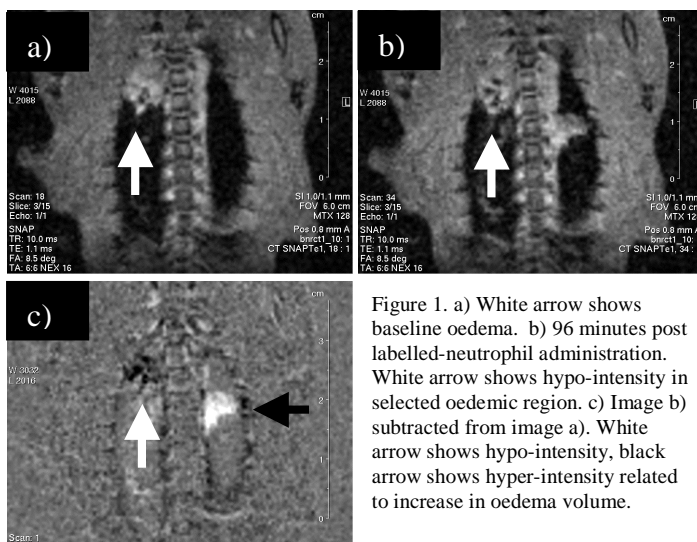 a)
cm
2
1
0
W 4015
L 2088
L
Scan: 18
Slice: 3/15
Echo: 1/1
SNAP
TR: 10.0 ms
TE: 1.1 ms
FA: 8.5 deg
TA: 6:6 NEX 16
SI 1.0/1.1 mm
FOV 6.0 cm
MTX 128
Pos 0.8 mm A
bnrct1_10: 1
CT SNAPTe1, 18 : 1
b)
cm
2
1
0
W 4015
L 2088
Scan: 34
Slice: 3/15
Echo: 1/1
SNAP
TR: 10.0 ms
TE: 1.1 ms
FA: 8.5 deg
TA: 6:6 NEX 16
SI 1.0/1.1 mm
FOV 6.0 cm
MTX 128
Pos 0.8 mm A
bnrct1_10: 1
CT SNAPTe1, 34 :
c)
cm
3
2
1
0
W 3032
L 2016
Scan: 1
Figure 1. a) White arrow shows
baseline oedema. b) 96 minutes post
labelled-neutrophil administration.
White arrow shows hypo-intensity in
selected oedemic region. c) Image b)
subtracted from image a). White
arrow shows hypo-intensity, black
arrow shows hyper-intensity related
to increase in oedema volume.